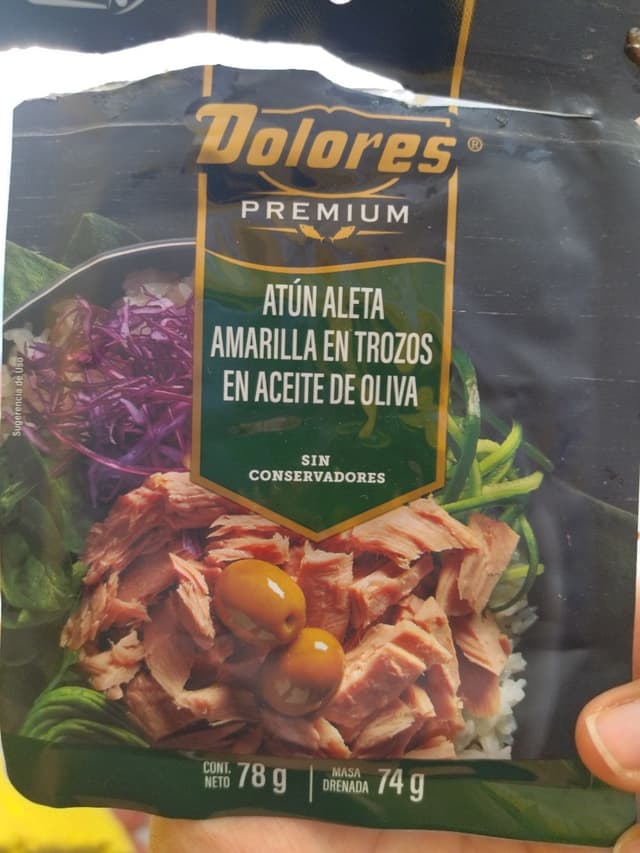 Dolores®
PREMIUM
ATÚN ALETA
AMARILLA EN TROZOS
EN ACEITE DE OLIVA
SIN
CONSERVADORES
Sugerencia de Uso
CONT.
NETO 78 g
MASA
DRENADA 74 g